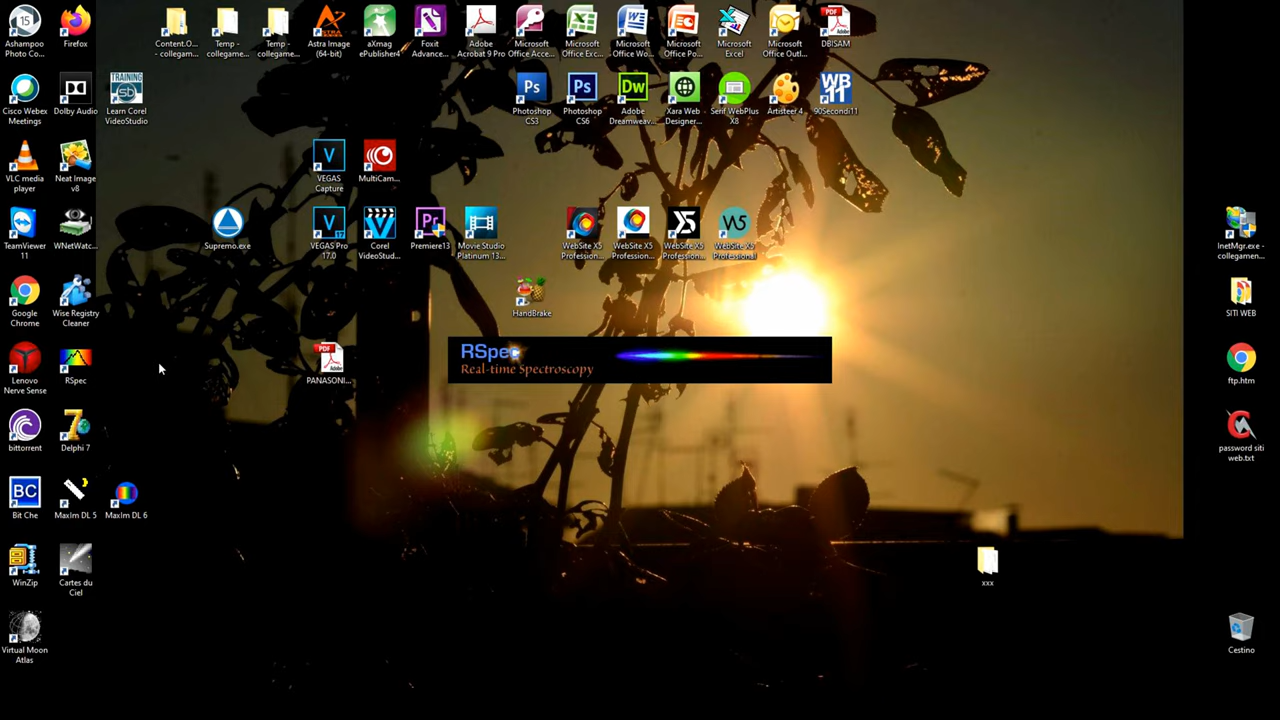 Ashampoo
Photo Co...
Firefox
Content.O...
- collegam...
Temp -
collegame...
Temp -
collegame...
Astra Image
(64-bit)
aXmag
ePublisher4
Foxit
Advance...
Adobe
Acrobat 9 Pro
Microsoft
Office Acce...
Microsoft
Office Exc...
Microsoft
Office Wo...
Microsoft
Office Po...
Microsoft
Excel
Microsoft
Office Outl...
DBISAM
Cisco Webex
Meetings
Dolby Audio
Learn Corel
VideoStudio
Photoshop
CS3
Photoshop
CS6
Adobe
Dreamweav...
Xara Web
Designer...
Serif WebPlus
X8
Artisteer 4
90Secondi11
VLC media
player
Neat Image
v8
VEGAS
Capture
MultiCam...
TeamViewer
11
WNetWatc...
Supremo.exe
VEGAS Pro
17.0
Corel
VideoStud...
Premiere13
Movie Studio
Platinum 13...
WebSite X5
Profession...
WebSite X5
Profession...
WebSite X5
Profession...
WebSite X5
Professional
InetMgr.exe -
collegamen...
Google
Chrome
Wise Registry
Cleaner
HandBrake
SITI WEB
RSpec
Real-time Spectroscopy
Lenovo
Nerve Sense
RSpec
PANASONI...
ftp.htm
bittorrent
Delphi 7
password siti
web.txt
Bit Che
MaxIm DL 5
MaxIm DL 6
WinZip
Cartes du
Ciel
xxx
Virtual Moon
Atlas
Cestino